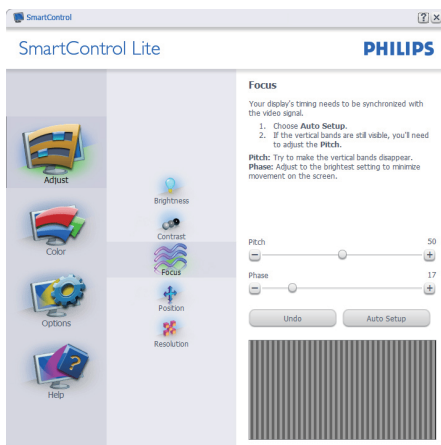 SmartControl
SmartControl Lite
PHILIPS
Adjust
Color
Options
Help
Brightness
Contrast
Focus
Position
Resolution
Focus
Your display's timing needs to be synchronized with
the video signal.
1. Choose Auto Setup.
2. If the vertical bands are still visible, you'll need
to adjust the Pitch.
Pitch: Try to make the vertical bands disappear.
Phase: Adjust to the brightest setting to minimize
movement on the screen.
Pitch 50
Phase 17
Undo Auto Setup